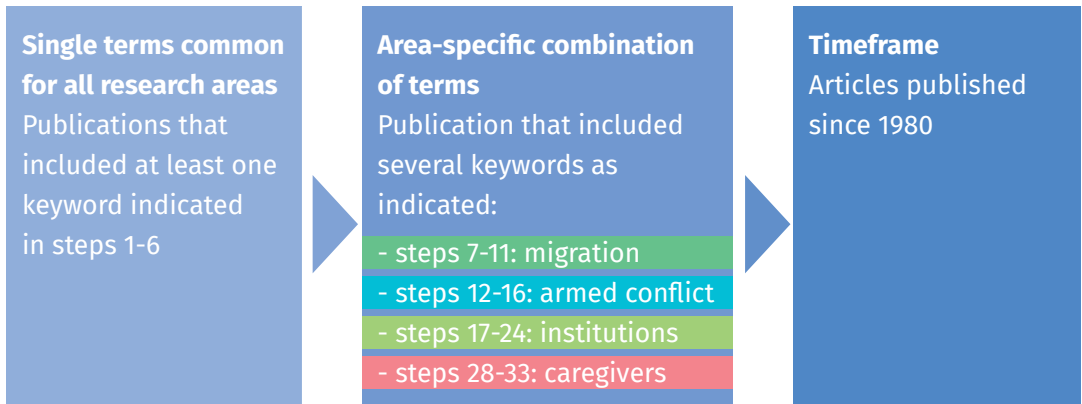 Single terms common
for all research areas
Publications that
included at least one
keyword indicated
in steps 1-6
Area-specific combination
of terms
Publication that included
several keywords as
indicated:
- steps 7-11: migration
- steps 12-16: armed conflict
- steps 17-24: institutions
- steps 28-33: caregivers
Timeframe
Articles published
since 1980